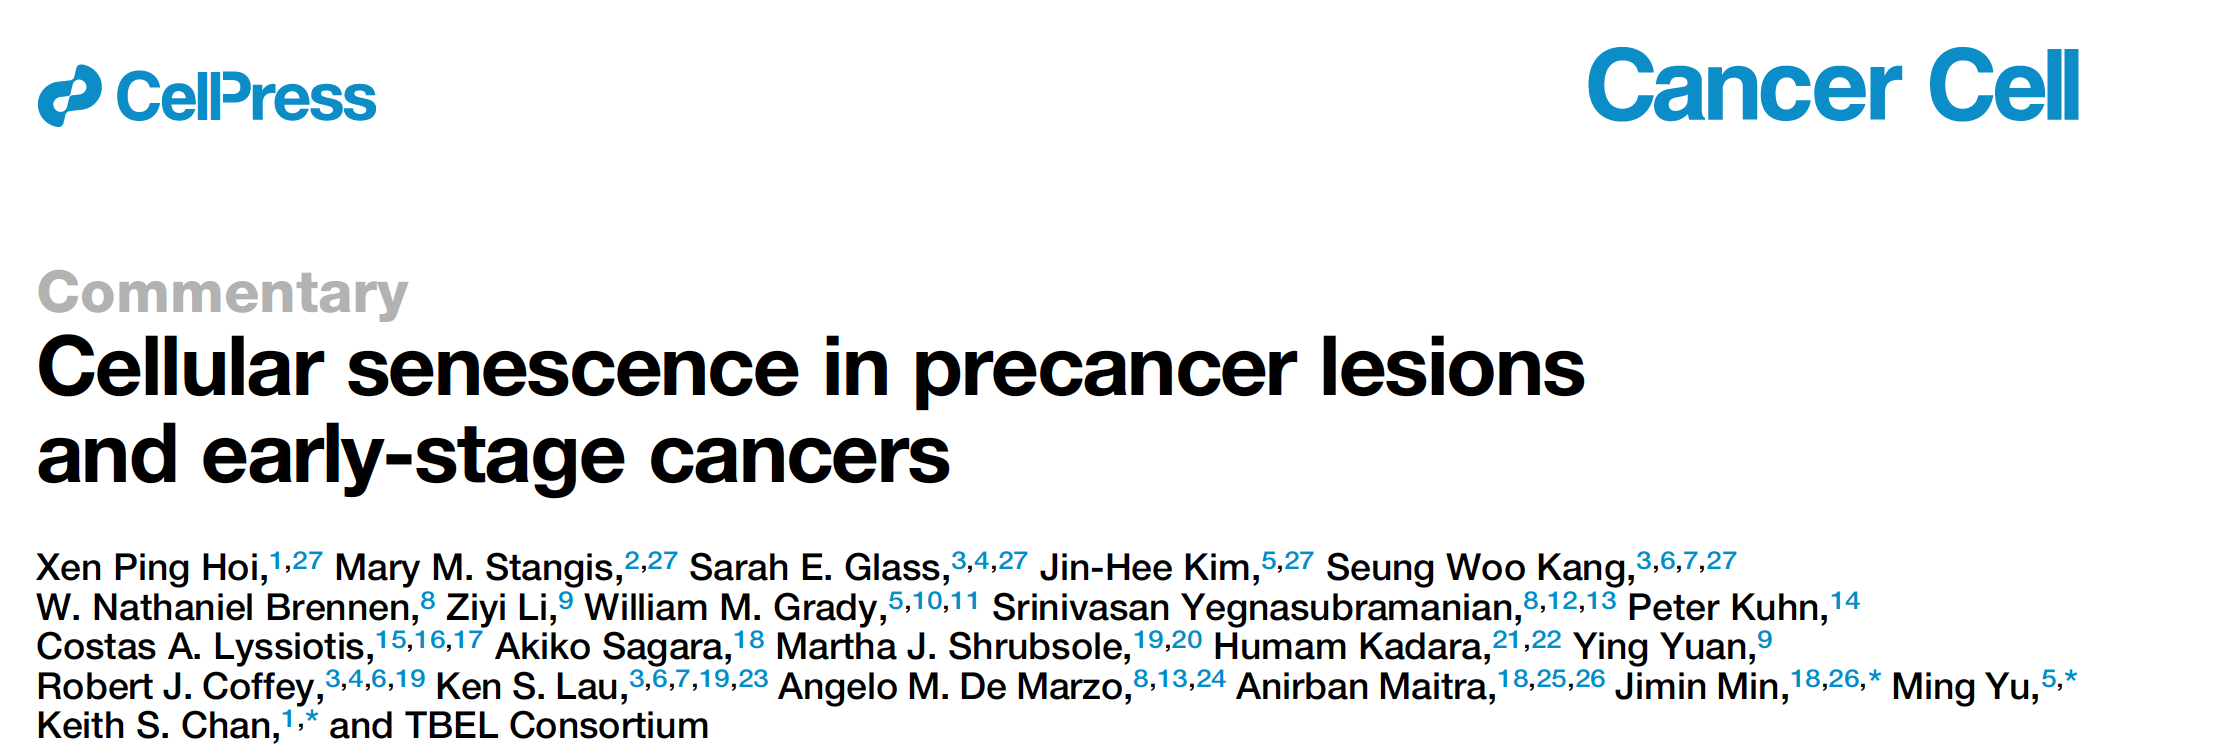 CellPress
Cancer Cell
Commentary
Cellular senescence in precancer lesions
and early-stage cancers
Xen Ping Hoi,1,27 Mary M. Stangis,2,27 Sarah E. Glass,3,4,27 Jin-Hee Kim,5,27 Seung Woo Kang,3,6,7,27
W. Nathaniel Brennen,8 Ziyi Li,9 William M. Grady,5,10,11 Srinivasan Yegnasubramanian,8,12,13 Peter Kuhn,14
Costas A. Lyssiotis,15,16,17 Akiko Sagara,18 Martha J. Shrubsole,19,20 Humam Kadara,21,22 Ying Yuan,9
Robert J. Coffey,3,4,6,19 Ken S. Lau,3,6,7,19,23 Angelo M. De Marzo,8,13,24 Anirban Maitra,18,25,26 Jimin Min,18,26,* Ming Yu,5,*
Keith S. Chan,1,* and TBEL Consortium